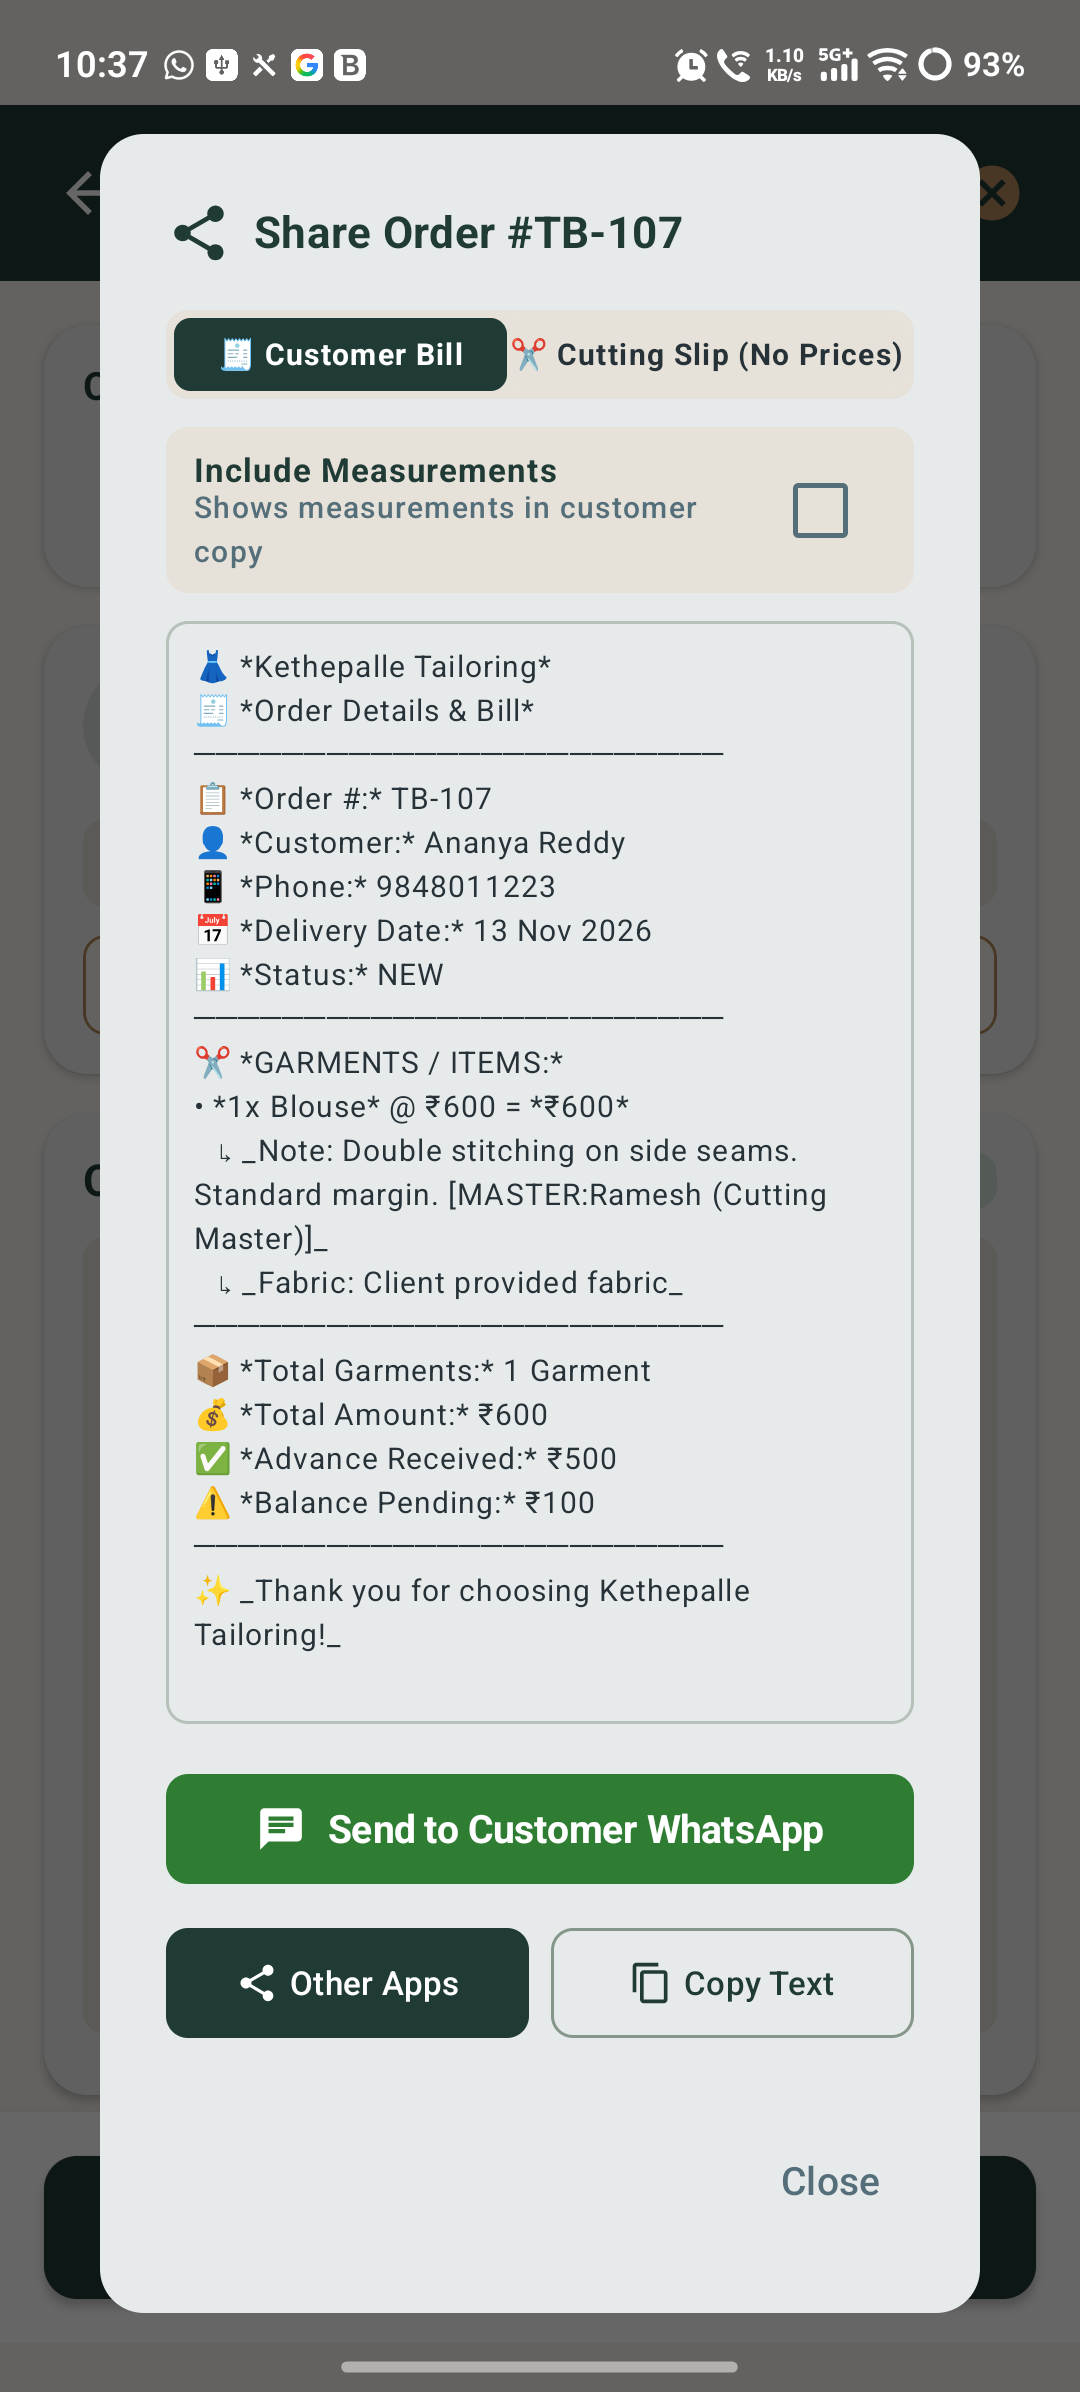 10:37
1.10 KB/s
5G+
93%
Share Order #TB-107
🧾 Customer Bill
✂️ Cutting Slip (No Prices)
Include Measurements
Shows measurements in customer
copy
👗 *Kethepalle Tailoring*
🧾 *Order Details & Bill*
────────────────────────
📋 *Order #:* TB-107
👤 *Customer:* Ananya Reddy
📱 *Phone:* 9848011223
📅 *Delivery Date:* 13 Nov 2026
📊 *Status:* NEW
────────────────────────
✂️ *GARMENTS / ITEMS:*
• *1x Blouse* @ ₹600 = *₹600*
↳ _Note: Double stitching on side seams.
Standard margin. [MASTER:Ramesh (Cutting
Master)]_
↳ _Fabric: Client provided fabric_
────────────────────────
📦 *Total Garments:* 1 Garment
💰 *Total Amount:* ₹600
✅ *Advance Received:* ₹500
⚠️ *Balance Pending:* ₹100
────────────────────────
✨ _Thank you for choosing Kethepalle
Tailoring!_
Send to Customer WhatsApp
Other Apps
Copy Text
Close